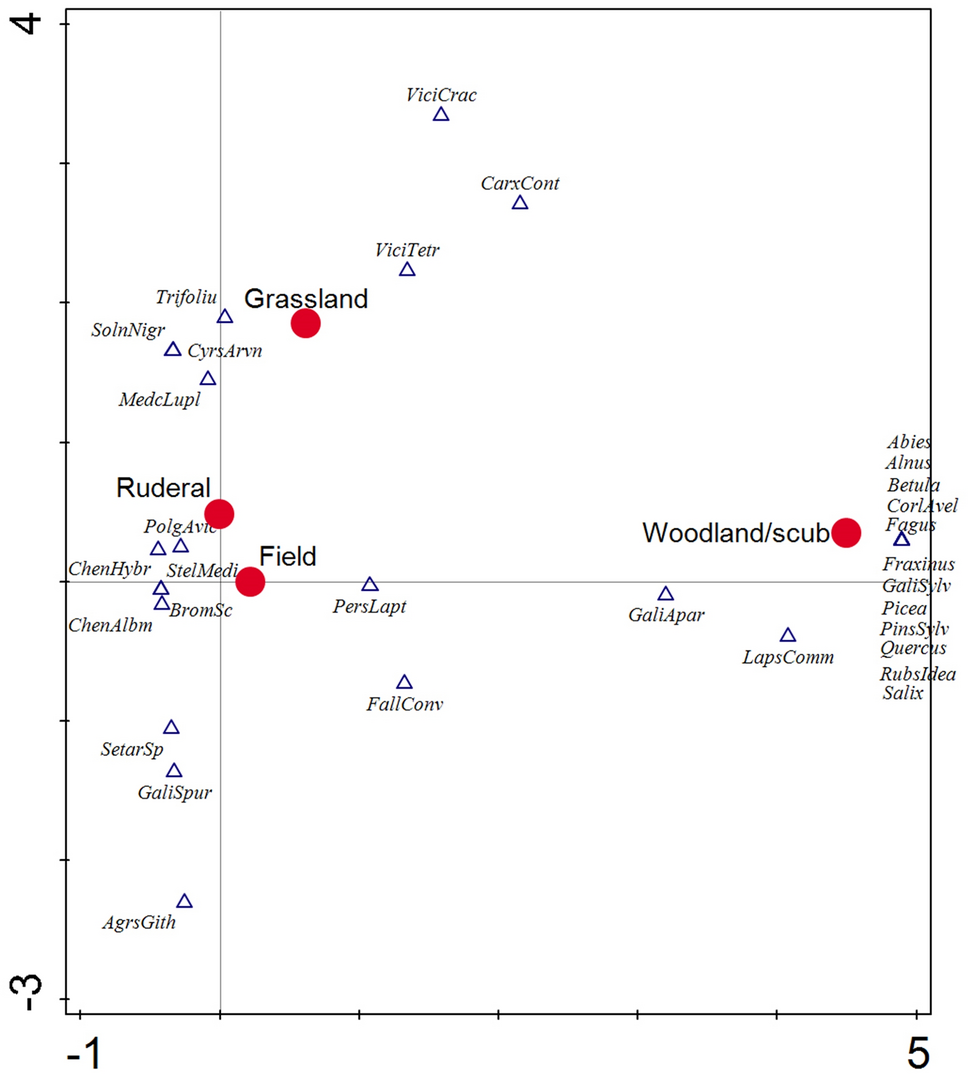 4
ViciCrac
CarxCont
ViciTetr
Trifoliu
Grassland
SolnNigr
CyrsArvn
MedcLupl
Abies
Alnus
Betula
Ruderal
CorlAvel
PolgAvic
Fagus
Woodland/scub
Field
ChenHybr
StelMedi
Fraxinus
GaliSylv
PersLapt
BromSc
Picea
GaliApar
ChenAlbm
PinsSylv
Quercus
LapsComm
RubsIdea
Salix
FallConv
SetarSp
GaliSpur
AgrsGith
-3
-1
5